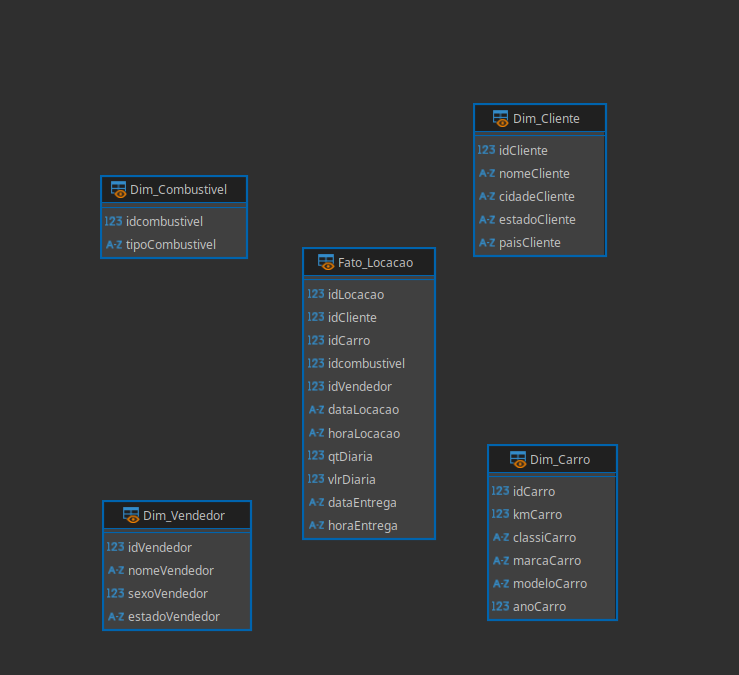 Dim_Cliente
123 idCliente
A-Z nomeCliente
A-Z cidadeCliente
A-Z estadoCliente
A-Z paisCliente
Dim_Combustivel
123 idcombustivel
A-Z tipoCombustivel
Fato_Locacao
123 idLocacao
123 idCliente
123 idCarro
123 idcombustivel
123 idVendedor
A-Z dataLocacao
A-Z horaLocacao
123 qtDiaria
123 vlrDiaria
A-Z dataEntrega
A-Z horaEntrega
Dim_Carro
123 idCarro
123 kmCarro
A-Z classiCarro
A-Z marcaCarro
A-Z modeloCarro
123 anoCarro
Dim_Vendedor
123 idVendedor
A-Z nomeVendedor
123 sexoVendedor
A-Z estadoVendedor